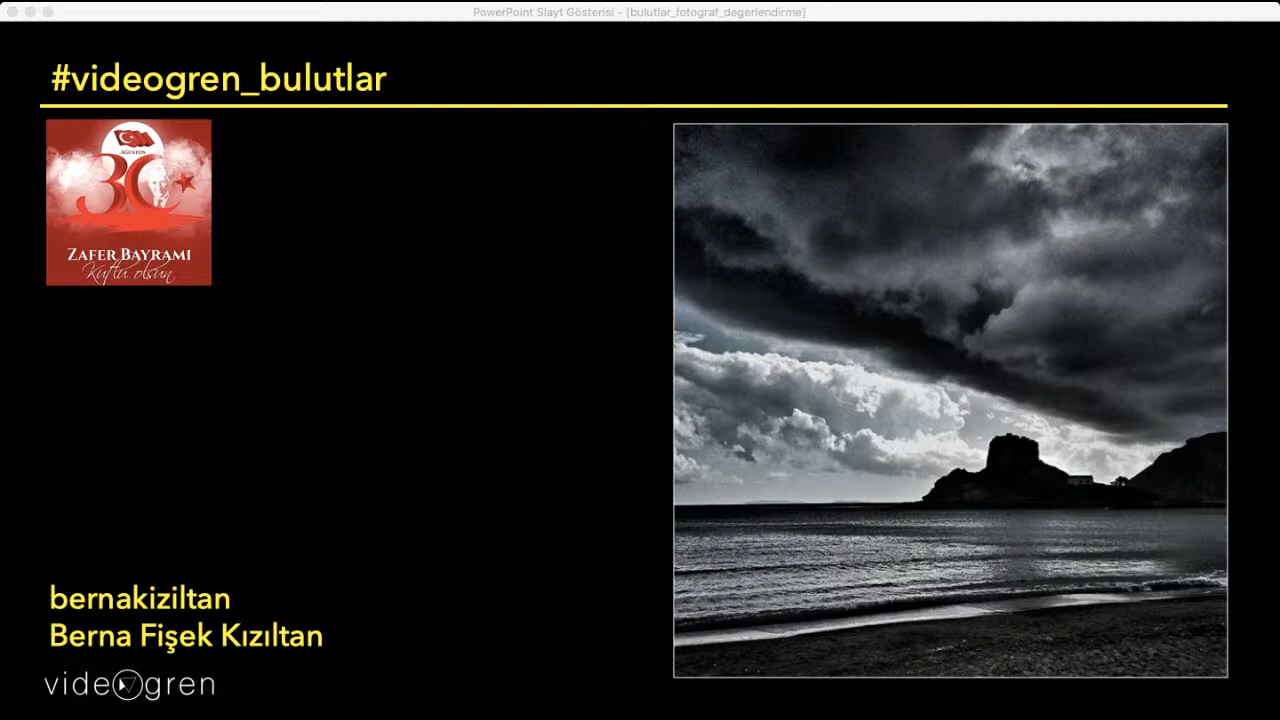 PowerPoint Slayt Gösterisi - [bulutlar_fotograf_degerlendirme]
#videogren_bulutlar
AĞUSTOS
30
ZAFER BAYRAMI
Kutlu olsun
bernakiziltan
Berna Fişek Kızıltan
videogren